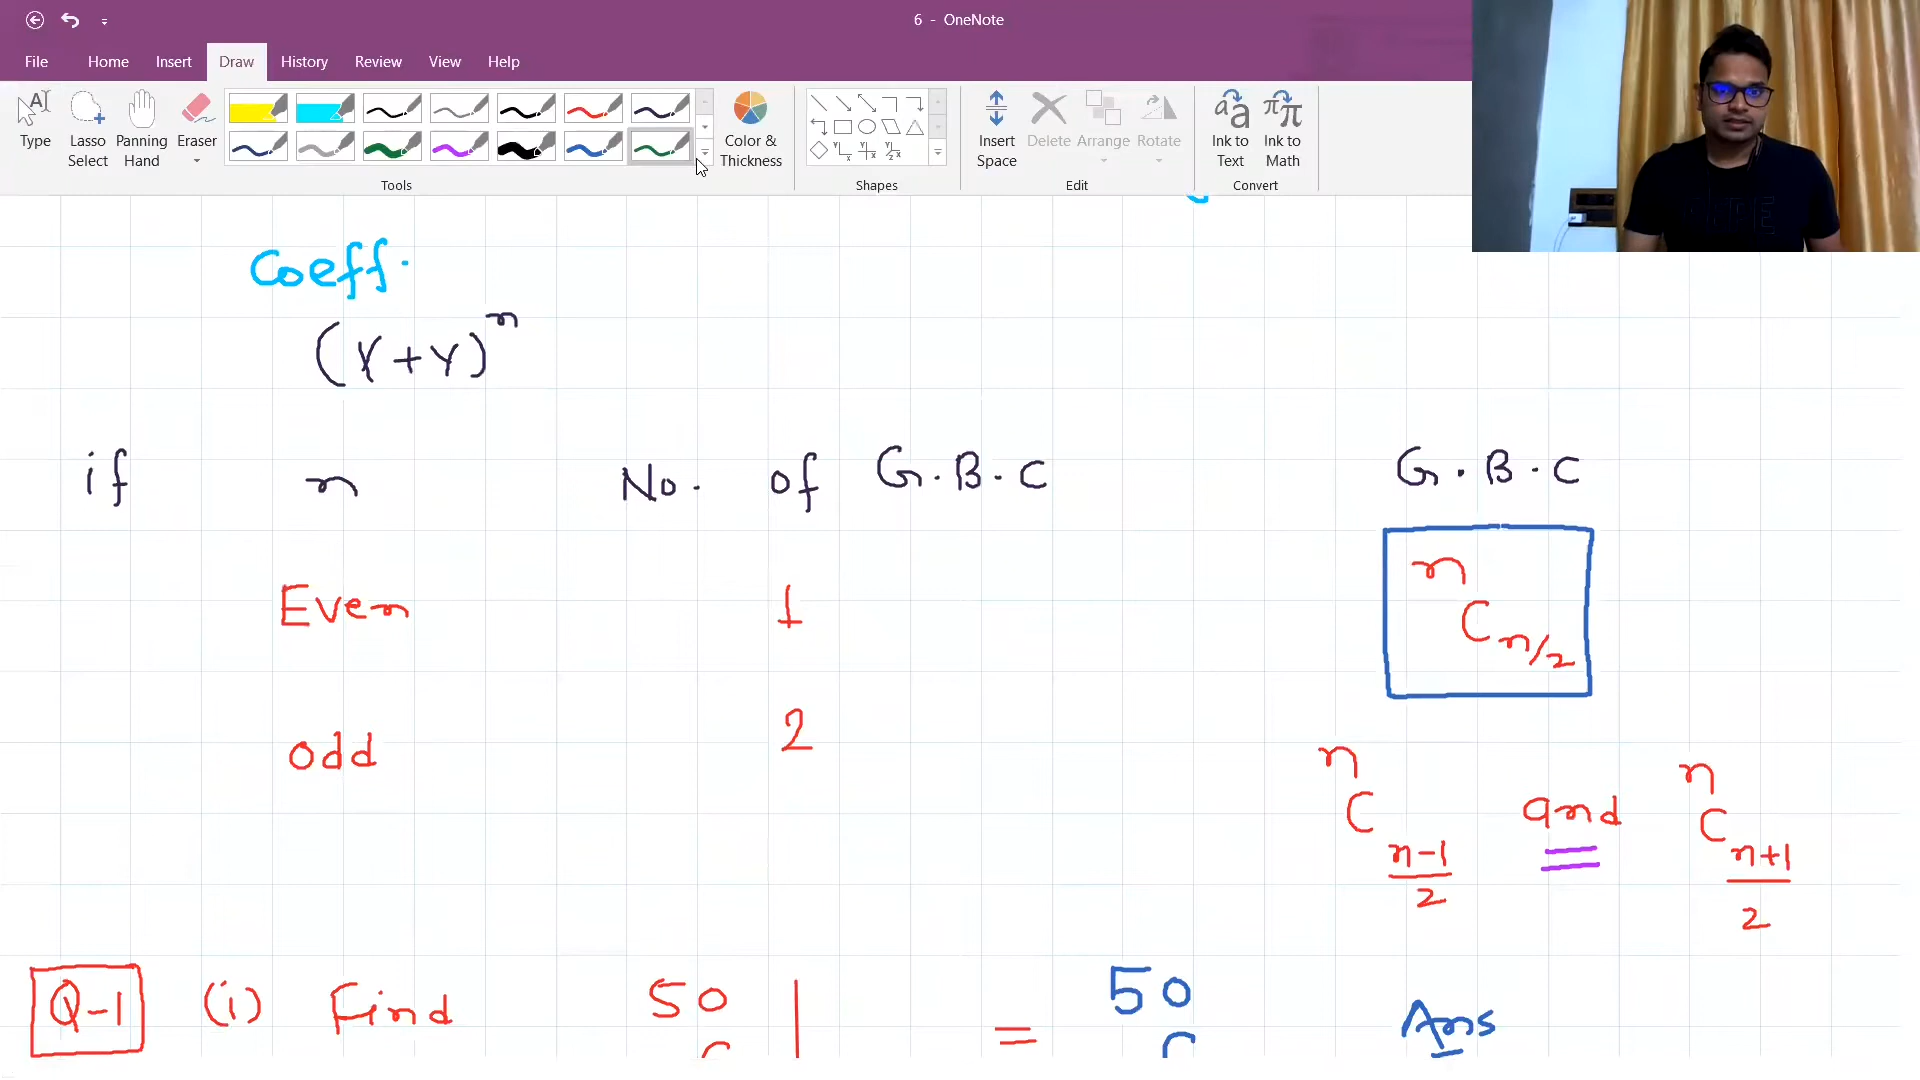 6 - OneNote
File Home Insert Draw History Review View Help
Type Lasso Select Panning Hand Eraser Color & Thickness Insert Space Delete Arrange Rotate Ink to Text Ink to Math
Tools Shapes Edit Convert
Coeff.
(X+Y)^n
if n No. of G.B.C G.B.C
Even 1 nC n/2
odd 2 nC (n-1)/2 and nC (n+1)/2
Q-1 (i) Find 50 C = 50 C Ans